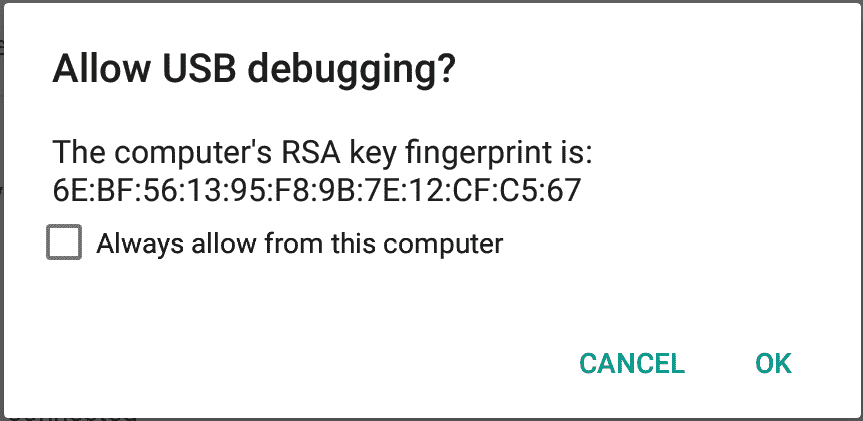 Allow USB debugging?
The computer's RSA key fingerprint is:
6E:BF:56:13:95:F8:9B:7E:12:CF:C5:67
Always allow from this computer
CANCEL OK